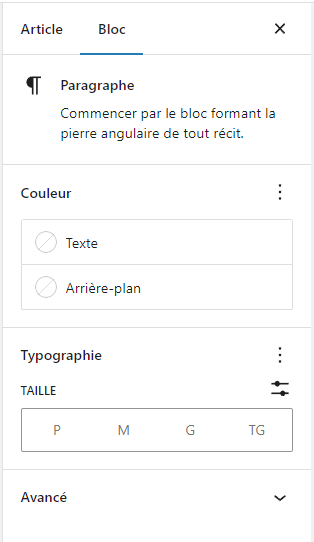 Article Bloc
Paragraphe
Commencer par le bloc formant la
pierre angulaire de tout récit.
Couleur
Texte
Arrière-plan
Typographie
TAILLE
P M G TG
Avancé